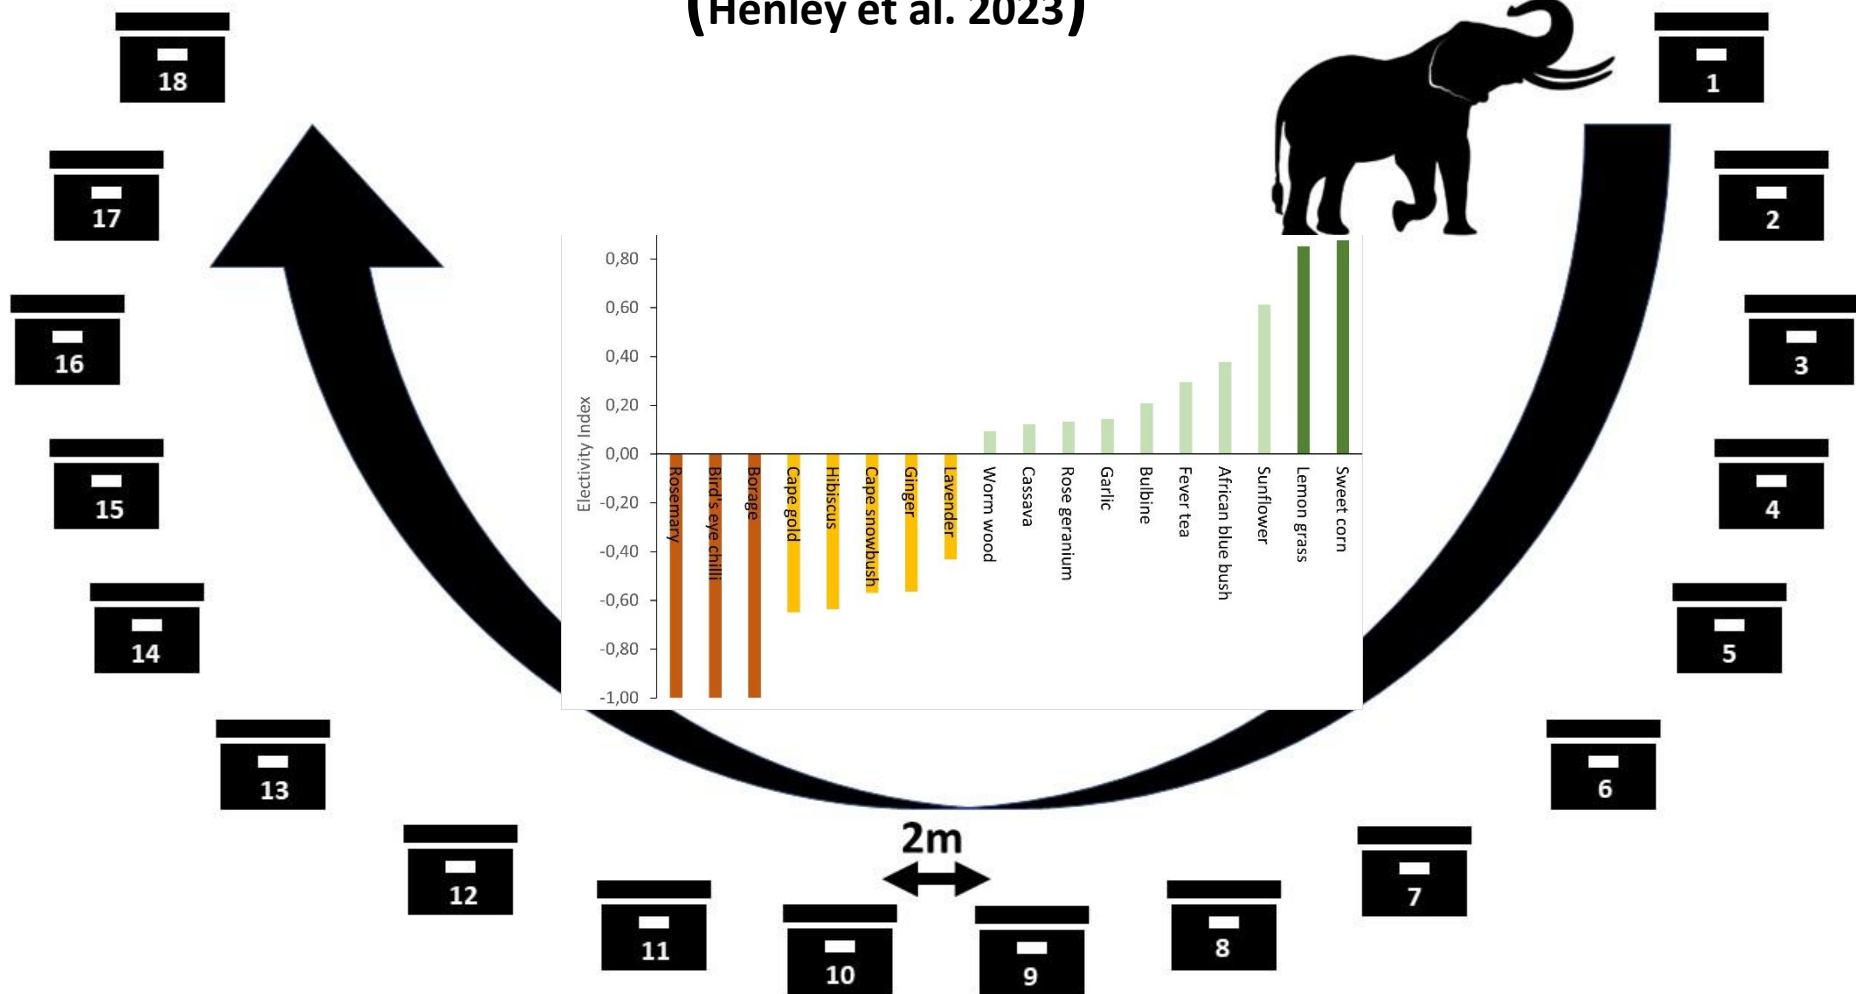 (Henley et al. 2023)
18
1
17
2
16
3
15
4
14
5
13
6
12
7
11
8
10
9
2m
0,80
0,60
0,40
0,20
0,00
-0,20
-0,40
-0,60
-0,80
-1,00
Electivity Index
Rosemary
Bird's eye chilli
Borage
Cape gold
Hibiscus
Cape snowbush
Ginger
Lavender
Worm wood
Cassava
Rose geranium
Garlic
Bulbine
Fever tea
African blue bush
Sunflower
Lemon grass
Sweet corn